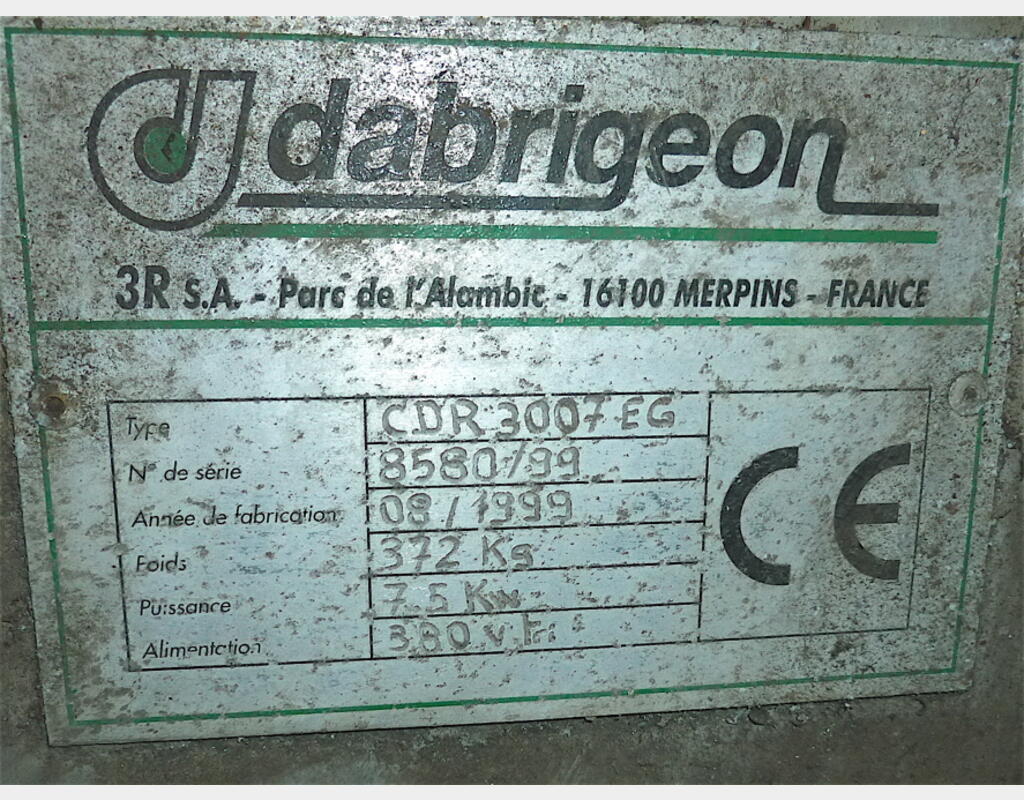 dabrigeon
3R S.A. - Parc de l'Alambic - 16100 MERPINS - FRANCE
Type CDR 3007 EG
N° de série 8580/99
Année de fabrication 08/1999
Poids 372 Kg
Puissance 7.5 Kw
Alimentation 380 V tri
CE